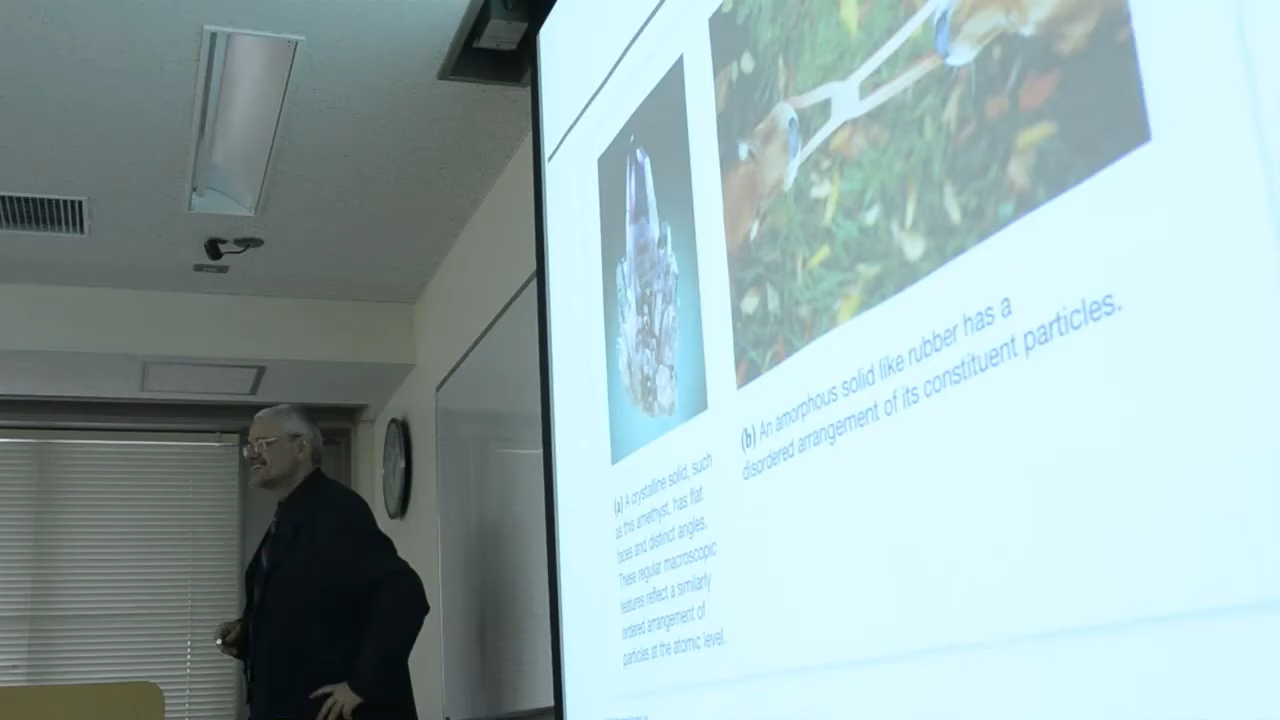 (a) A crystalline solid, such
as this amethyst, has flat
faces and distinct angles.
These regular macroscopic
features reflect a similarly
ordered arrangement of
particles at the atomic level.
(b) An amorphous solid like rubber has a
disordered arrangement of its constituent particles.